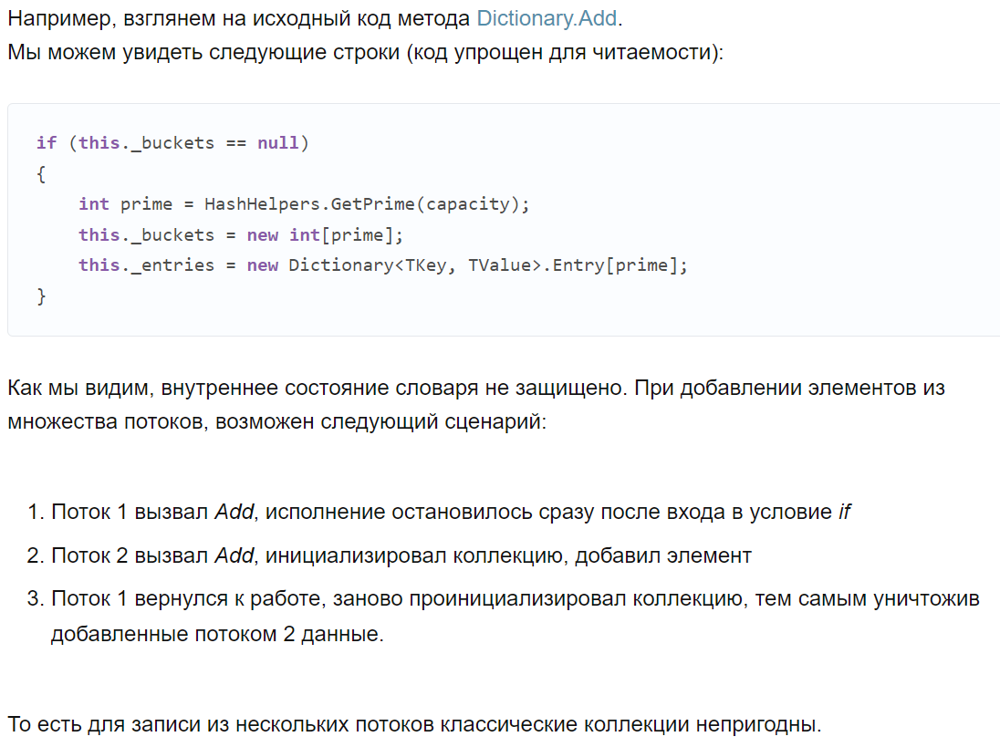 Например, взглянем на исходный код метода Dictionary.Add.
Мы можем увидеть следующие строки (код упрощен для читаемости):
if (this._buckets == null)
{
    int prime = HashHelpers.GetPrime(capacity);
    this._buckets = new int[prime];
    this._entries = new Dictionary<TKey, TValue>.Entry[prime];
}
Как мы видим, внутреннее состояние словаря не защищено. При добавлении элементов из
множества потоков, возможен следующий сценарий:
1. Поток 1 вызвал Add, исполнение остановилось сразу после входа в условие if
2. Поток 2 вызвал Add, инициализировал коллекцию, добавил элемент
3. Поток 1 вернулся к работе, заново проинициализировал коллекцию, тем самым уничтожив
добавленные потоком 2 данные.
То есть для записи из нескольких потоков классические коллекции непригодны.